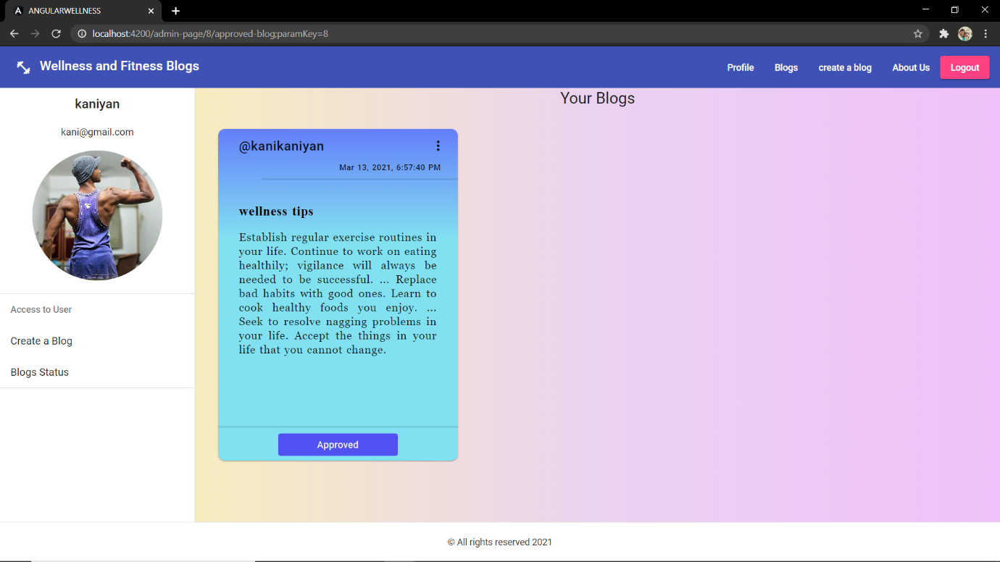 ANGULARWELLNESS
localhost:4200/admin-page/8/approved-blog;paramKey=8
Wellness and Fitness Blogs
Profile
Blogs
create a blog
About Us
Logout
kaniyan
kani@gmail.com
Access to User
Create a Blog
Blogs Status
Your Blogs
@kanikaniyan
Mar 13, 2021, 6:57:40 PM
wellness tips
Establish regular exercise routines in
your life. Continue to work on eating
healthily; vigilance will always be
needed to be successful. ... Replace
bad habits with good ones. Learn to
cook healthy foods you enjoy. ...
Seek to resolve nagging problems in
your life. Accept the things in your
life that you cannot change.
Approved
© All rights reserved 2021